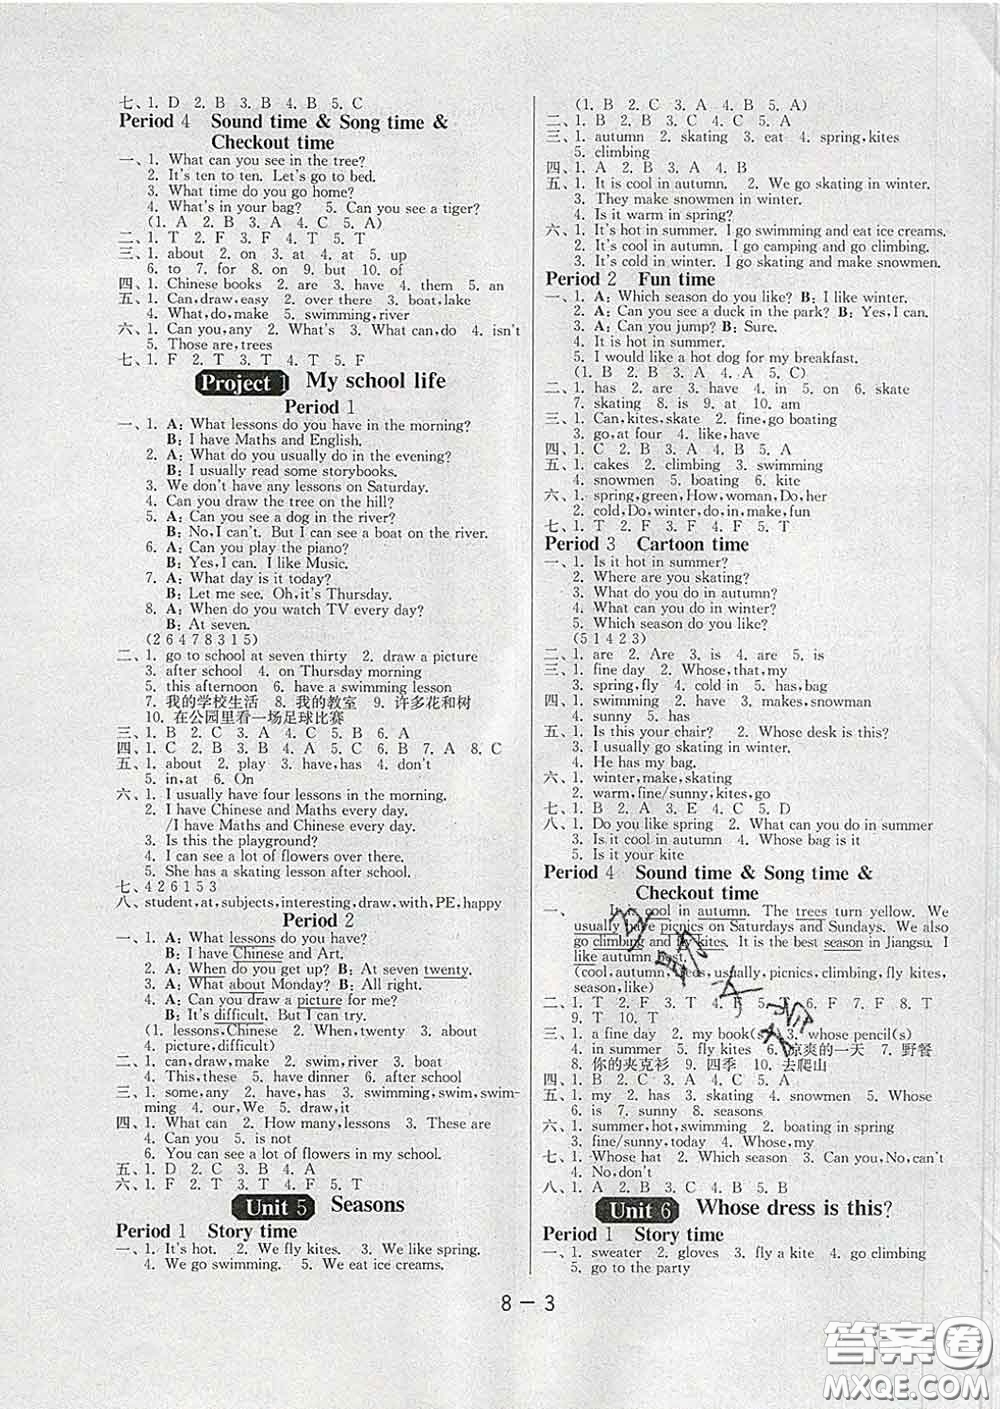 七、1. D 2. B 3. B 4. B 5. C
Period 4 Sound time & Song time &
Checkout time
一、1. What can you see in the tree?
2. It's ten to ten. Let's go to bed.
3. What time do you go home?
4. What's in your bag? 5. Can you see a tiger?
(1. A 2. B 3. A 4. C 5. A)
二、1. T 2. F 3. F 4. T 5. T
三、1. about 2. on 3. at 4. at 5. up
6. to 7. for 8. on 9. but 10. of
四、1. Chinese books 2. are 3. have 4. them 5. an
五、1. Can,draw,easy 2. over there 3. boat,lake
4. What,do,make 5. swimming,river
六、1. Can you,any 2. What's 3. What can,do 4. isn't
5. Those are,trees
七、1. F 2. T 3. T 4. T 5. F
Project 1 My school life
Period 1
一、1. A: What lessons do you have in the morning?
B: I have Maths and English.
2. A: What do you usually do in the evening?
B: I usually read some storybooks.
3. We don't have any lessons on Saturday.
4. Can you draw the tree on the hill?
5. A: Can you see a dog in the river?
B: No,I can't. But I can see a boat on the river.
6. A: Can you play the piano?
B: Yes,I can. I like Music.
7. A: What day is it today?
B: Let me see. Oh,it's Thursday.
8. A: When do you watch TV every day?
B: At seven.
(2 6 4 7 8 3 1 5)
二、1. go to school at seven thirty 2. draw a picture
3. after school 4. on Thursday morning
5. this afternoon 6. have a swimming lesson
7. 我的学校生活 8. 我的教室 9. 许多花和树
10. 在公园里看一场足球比赛
三、1. B 2. C 3. A 4. C 5. B 6. A
四、1. C 2. B 3. B 4. A 5. C 6. B 7. A 8. C
五、1. about 2. play 3. have,has 4. don't
5. in,at 6. On
六、1. I usually have four lessons in the morning.
2. I have Chinese and Maths every day.
/I have Maths and Chinese every day.
3. Is this the playground?
4. I can see a lot of flowers over there.
5. She has a skating lesson after school.
七、4 2 6 1 5 3
八、student,at,subjects,interesting,draw,with,PE,happy
Period 2
一、1. A: What lessons do you have?
B: I have Chinese and Art.
2. A: When do you get up? B: At seven twenty.
3. A: What about Monday? B: All right.
4. A: Can you draw a picture for me?
B: It's difficult. But I can try.
(1. lessons,Chinese 2. When,twenty 3. about
4. picture,difficult)
二、1. can,draw,make 2. swim,river 3. boat
4. This,these 5. have dinner 6. after school
三、1. some,any 2. have,has 3. swimming,swim,swim-
ming 4. our,We 5. draw,it
四、1. What can 2. How many,lessons 3. These are
4. Can you 5. is not
6. You can see a lot of flowers in my school.
五、1. D 2. C 3. B 4. A
六、1. F 2. T 3. T 4. F 5. T
Unit 5 Seasons
Period 1 Story time
一、1. It's hot. 2. We fly kites. 3. We like spring.
4. We go swimming. 5. We eat ice creams.
(1. B 2. C 3. A 4. B 5. A)
二、1. B 2. B 3. C 4. C 5. A
三、1. autumn 2. skating 3. eat 4. spring,kites
5. climbing
四、1. A 2. B 3. A 4. B
五、1. It is cool in autumn. 2. We go skating in winter.
3. They make snowmen in winter.
4. Is it warm in spring?
六、1. It's hot in summer. I go swimming and eat ice creams.
2. It's cool in autumn. I go camping and go climbing.
3. It's cold in winter. I go skating and make snowmen.
Period 2 Fun time
一、1. A: Which season do you like? B: I like winter.
2. A: Can you see a duck in the park? B: Yes,I can.
3. A: Can you jump? B: Sure.
4. It is hot in summer.
5. I would like a hot dog for my breakfast.
(1. B 2. C 3. B 4. A 5. C)
二、1. has 2. are 3. have 4. in 5. on 6. skate
7. skating 8. is 9. at 10. am
三、1. Can,kites,skate 2. fine,go boating
3. go,at four 4. like,have
四、1. C 2. B 3. A 4. B 5. A
五、1. cakes 2. climbing 3. swimming
4. snowmen 5. boating 6. kite
六、1. spring,green,How,woman,Do,her
2. cold,Do,winter,do,in,make,fun
七、1. T 2. F 3. F 4. F 5. T
Period 3 Cartoon time
一、1. Is it hot in summer?
2. Where are you skating?
3. What do you do in autumn?
4. What can you do in winter?
5. Which season do you like?
(5 1 4 2 3)
二、1. are 2. Are 3. is 4. are 5. is
三、1. fine day 2. Whose,that,my
3. spring,fly 4. cold in 5. has,bag
四、1. swimming 2. have 3. makes,snowman
4. sunny 5. has
五、1. Is this your chair? 2. Whose desk is this?
3. I usually go skating in winter.
4. He has my bag.
六、1. winter,make,skating
2. warm,fine/sunny,kites,go
七、1. B 2. A 3. E 4. C 5. D
八、1. Do you like spring 2. What can you do in summer
3. Is it cool in autumn 4. Whose bag is it
5. Is it your kite
Period 4 Sound time & Song time &
Checkout time
一、 It is cool in autumn. The trees turn yellow. We
usually have picnics on Saturdays and Sundays. We also
go climbing and fly kites. It is the best season in Jiangsu. I
like autumn best.
(cool,autumn,trees,usually,picnics,climbing,fly kites,
season,like)
二、1. T 2. F 3. T 4. F 5. T 6. F 7. F 8. T
9. T 10. T
三、1. a fine day 2. my book(s) 3. whose pencil(s)
4. in summer 5. fly kites 6. 凉爽的一天 7. 野餐
8. 你的夹克衫 9. 四季 10. 去爬山
四、1. B 2. C 3. A 4. C 5. A
五、1. my 2. has 3. skating 4. snowmen 5. Whose
6. is 7. sunny 8. seasons
六、1. summer,hot,swimming 2. boating in spring
3. fine/sunny,today 4. Whose,my
七、1. Whose hat 2. Which season 3. Can you,No,can't
4. No,don't
八、1. A 2. B 3. B 4. B 5. B
Unit 6 Whose dress is this?
Period 1 Story time
一、1. sweater 2. gloves 3. fly a kite 4. go climbing
5. go to the party
8 — 3
答案圈
MXQE.COM